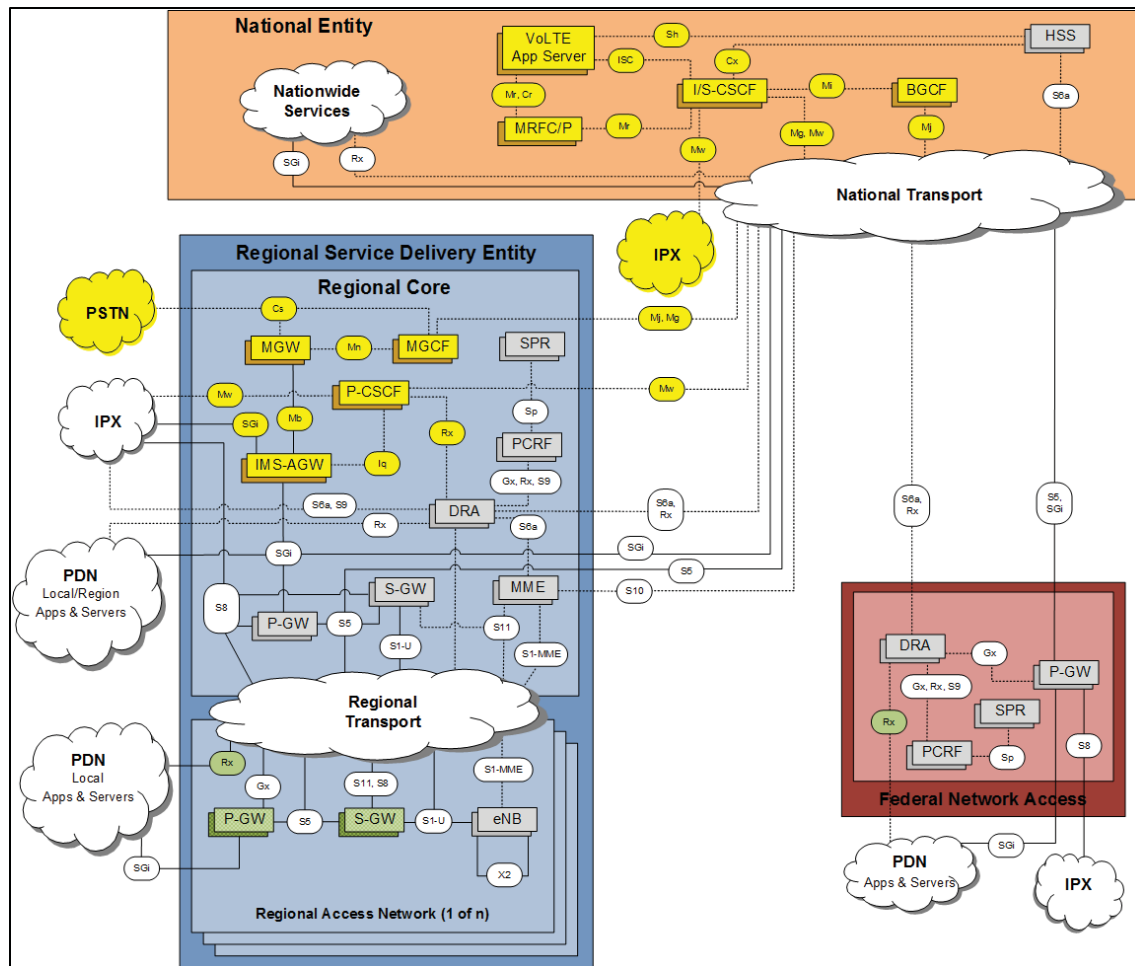 National Entity
VoLTE
App Server
Sh
HSS
ISC
Cx
Nationwide
Services
Mr, Cr
I/S-CSCF
Mi
BGCF
S6a
MRFC/P
Mr
Mg, Mw
Mj
SGi
Rx
Mw
National Transport
Regional Service Delivery Entity
IPX
Regional Core
PSTN
Cs
Mj, Mg
MGW
Mn
MGCF
SPR
Mw
P-CSCF
Mw
IPX
SGi
Mb
Rx
Sp
PCRF
IMS-AGW
Iq
Gx, Rx, S9
S6a, S9
DRA
S6a,
Rx
S6a,
Rx
S5,
SGi
Rx
S6a
PDN
Local/Region
Apps & Servers
SGi
SGi
S5
S-GW
MME
S10
S8
P-GW
S5
S11
S1-U
S1-MME
DRA
Gx
P-GW
Gx, Rx, S9
Regional
Transport
SPR
Rx
PCRF
Sp
S8
PDN
Local
Apps & Servers
Rx
Gx
S11, S8
S1-MME
Federal Network Access
P-GW
S5
S-GW
S1-U
eNB
SGi
X2
SGi
PDN
Apps & Servers
IPX
Regional Access Network (1 of n)